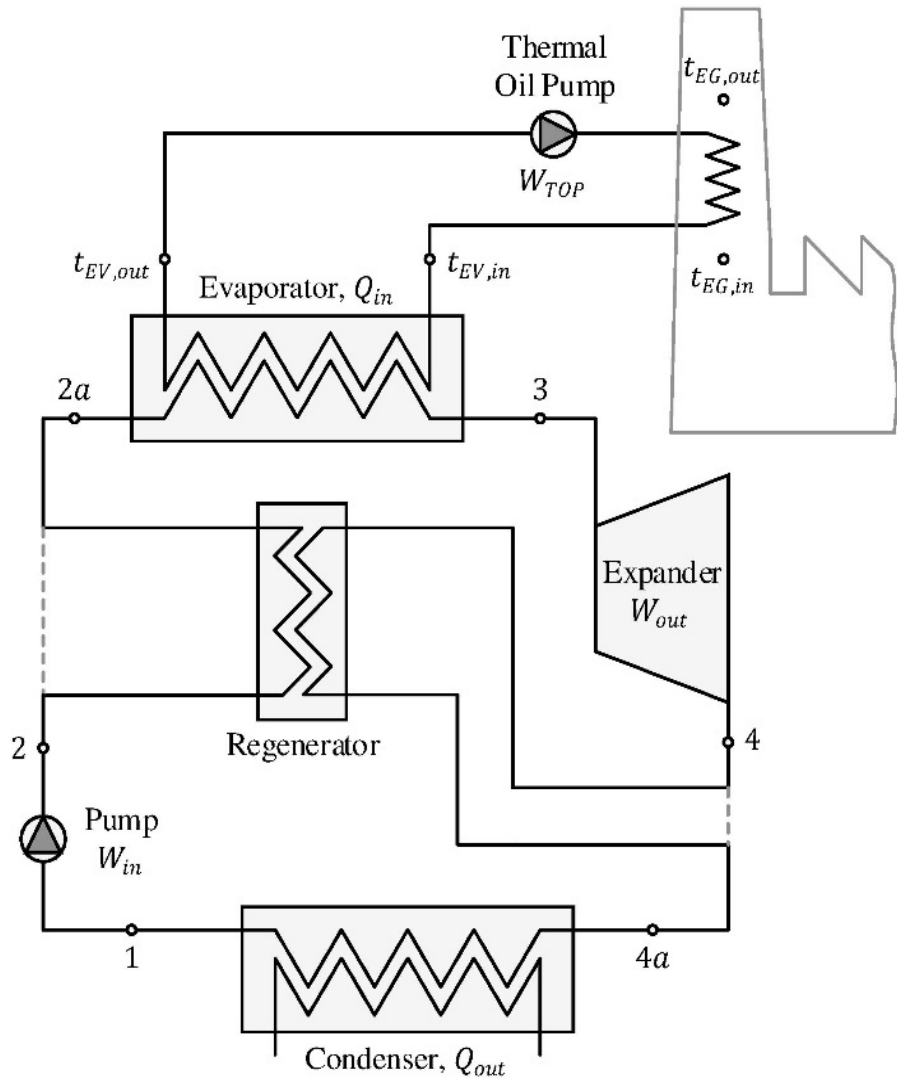 Thermal
Oil Pump
W_{TOP}
t_{EG,out}
t_{EG,in}
t_{EV,out}
t_{EV,in}
Evaporator, Q_{in}
2a
3
Expander
W_{out}
Regenerator
2
4
Pump
W_{in}
1
4a
Condenser, Q_{out}